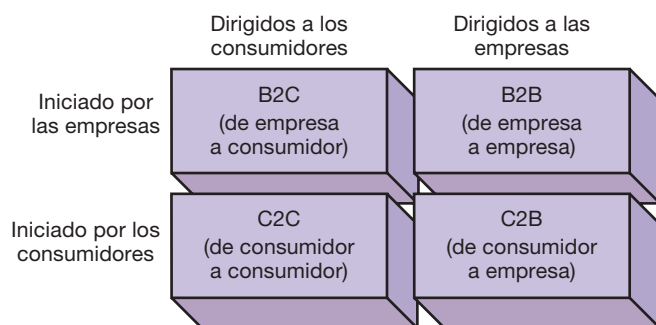 Dirigidos a los
consumidores
Dirigidos a las
empresas
Iniciado por
las empresas
B2C
(de empresa
a consumidor)
B2B
(de empresa
a empresa)
Iniciado por los
consumidores
C2C
(de consumidor
a consumidor)
C2B
(de consumidor
a empresa)